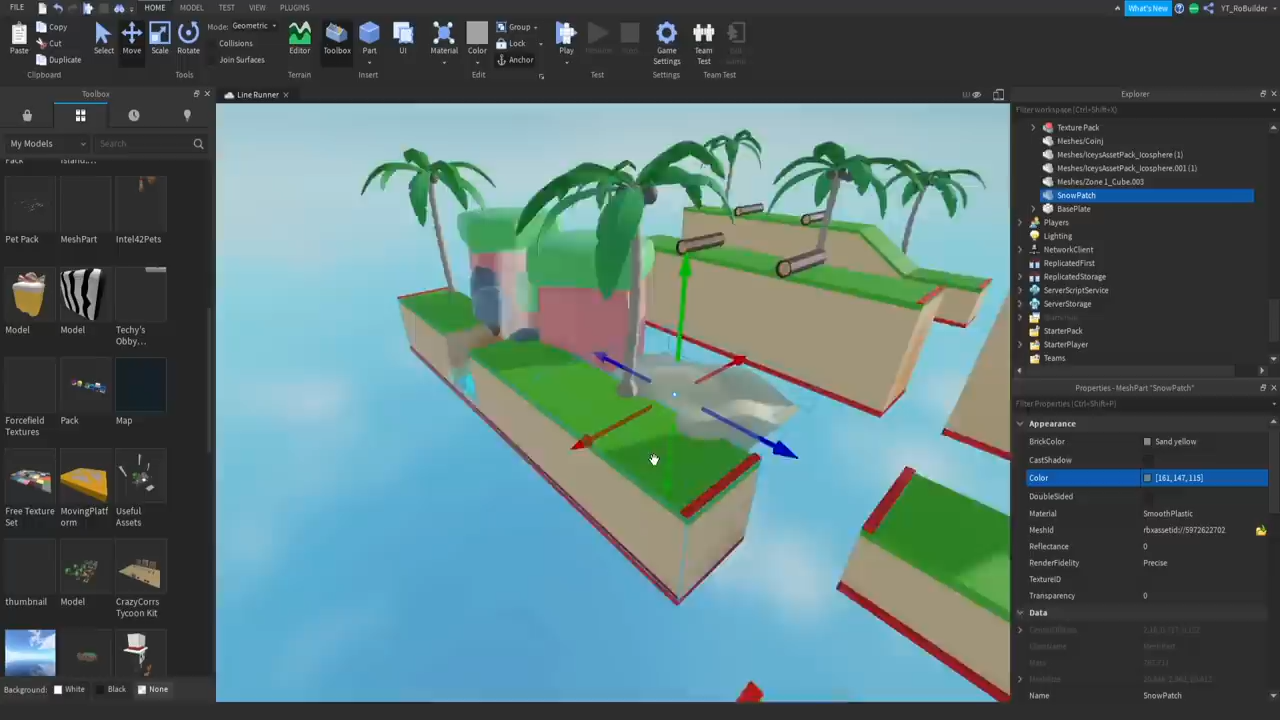 FILE HOME MODEL TEST VIEW PLUGINS What's New YT_RoBuilder
Copy Mode: Geometric Group
Cut Collisions Lock
Paste Duplicate Select Move Scale Rotate Join Surfaces Editor Toolbox Part UI Material Color Anchor Play Game Settings Team Test
Clipboard Tools Terrain Insert Edit Test Settings Team Test
Toolbox
Line Runner
My Models Search
Pack
Pet Pack MeshPart Intel42Pets
Model Model Techy's Obby...
Forcefield Textures Pack Map
Free Texture Set MovingPlatform Useful Assets
thumbnail Model CrazyCorrs Tycoon Kit
Background: White Black None
Explorer
Filter workspace (Ctrl+Shift+X)
Texture Pack
Meshes/Coinj
Meshes/IceysAssetPack_Icosphere (1)
Meshes/IceysAssetPack_Icosphere.001 (1)
Meshes/Zone 1_Cube.003
SnowPatch
BasePlate
Players
Lighting
NetworkClient
ReplicatedFirst
ReplicatedStorage
ServerScriptService
ServerStorage
StarterPack
StarterPlayer
Teams
Properties - MeshPart "SnowPatch"
Filter Properties (Ctrl+Shift+P)
Appearance
BrickColor Sand yellow
CastShadow
Color [161, 147, 115]
DoubleSided
Material SmoothPlastic
MeshId rbxassetid://5972622702
Reflectance 0
RenderFidelity Precise
TextureID
Transparency 0
Data
Name SnowPatch